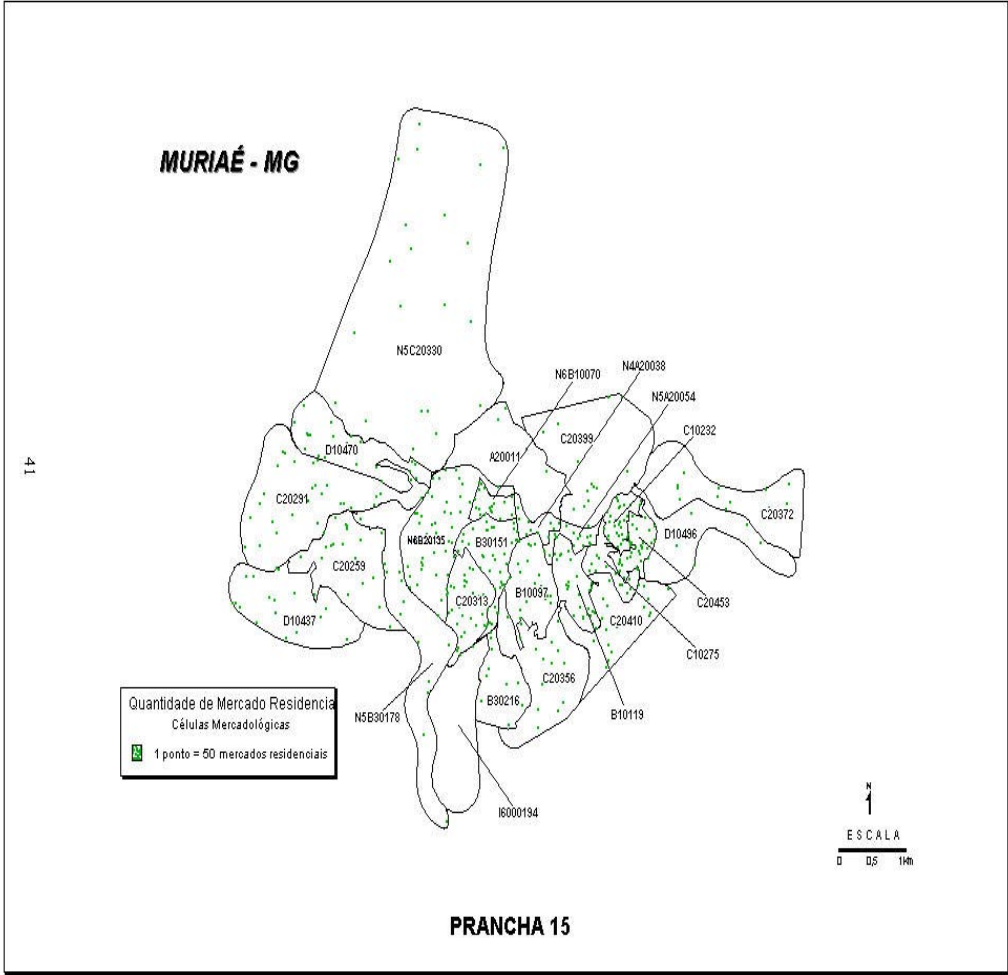 MURIAÉ - MG
N5C20330
N6B10070
N4A20038
N5A20054
C10232
C20399
A20011
D10470
C20291
C20372
D10496
N6B20135
B30151
C20259
C20313
B10097
C20453
D10437
C20410
C10275
C20356
B30216
N5B30178
B10119
I6000194
Quantidade de Mercado Residencia
Células Mercadológicas
1 ponto = 50 mercados residenciais
N
ESCALA
0 0,5 1Km
PRANCHA 15
41